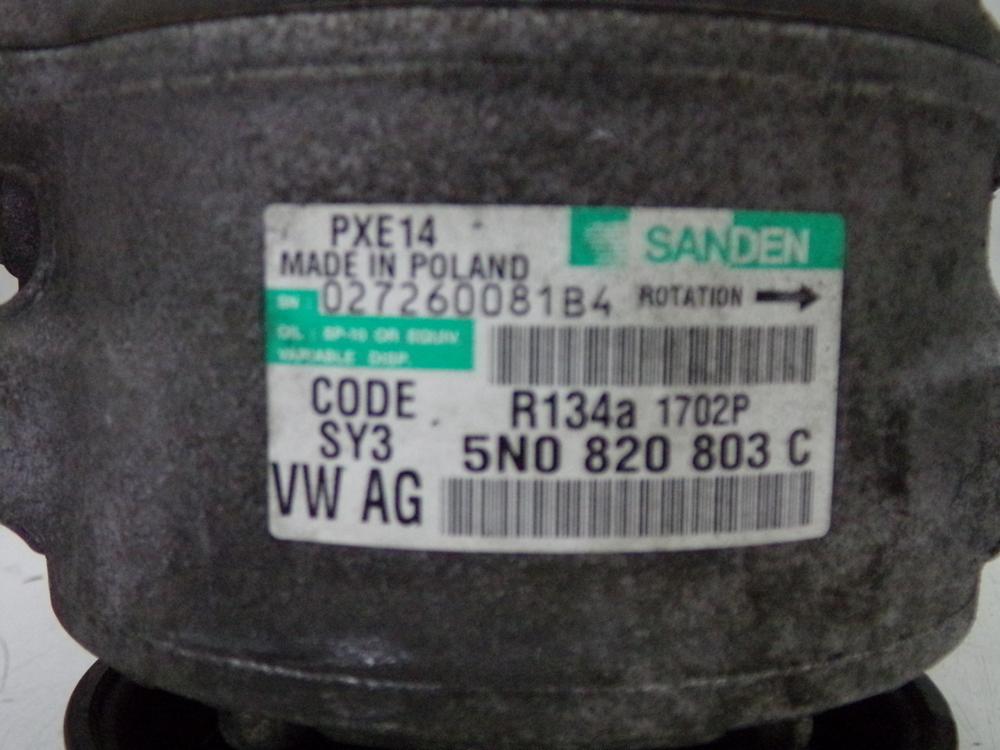 PXE14
SANDEN
MADE IN POLAND
SN 027260081B4
ROTATION
OIL : SP-10 OR EQUIV.
VARIABLE DISP.
CODE
SY3
R134a 1702P
5N0 820 803 C
VW AG